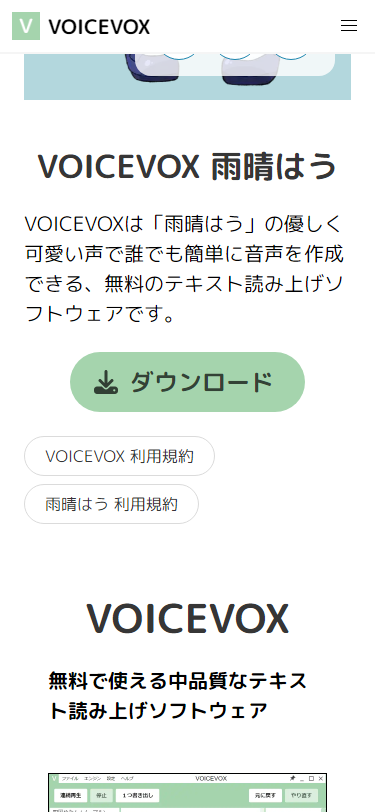 V VOICEVOX
VOICEVOX 雨晴はう
VOICEVOXは「雨晴はう」の優しく
可愛い声で誰でも簡単に音声を作成
できる、無料のテキスト読み上げソ
フトウェアです。
ダウンロード
VOICEVOX 利用規約
雨晴はう 利用規約
VOICEVOX
無料で使える中品質なテキス
ト読み上げソフトウェア
V ファイル エンジン 設定 ヘルプ VOICEVOX
連続再生 停止 1つ書き出し 元に戻す やり直す